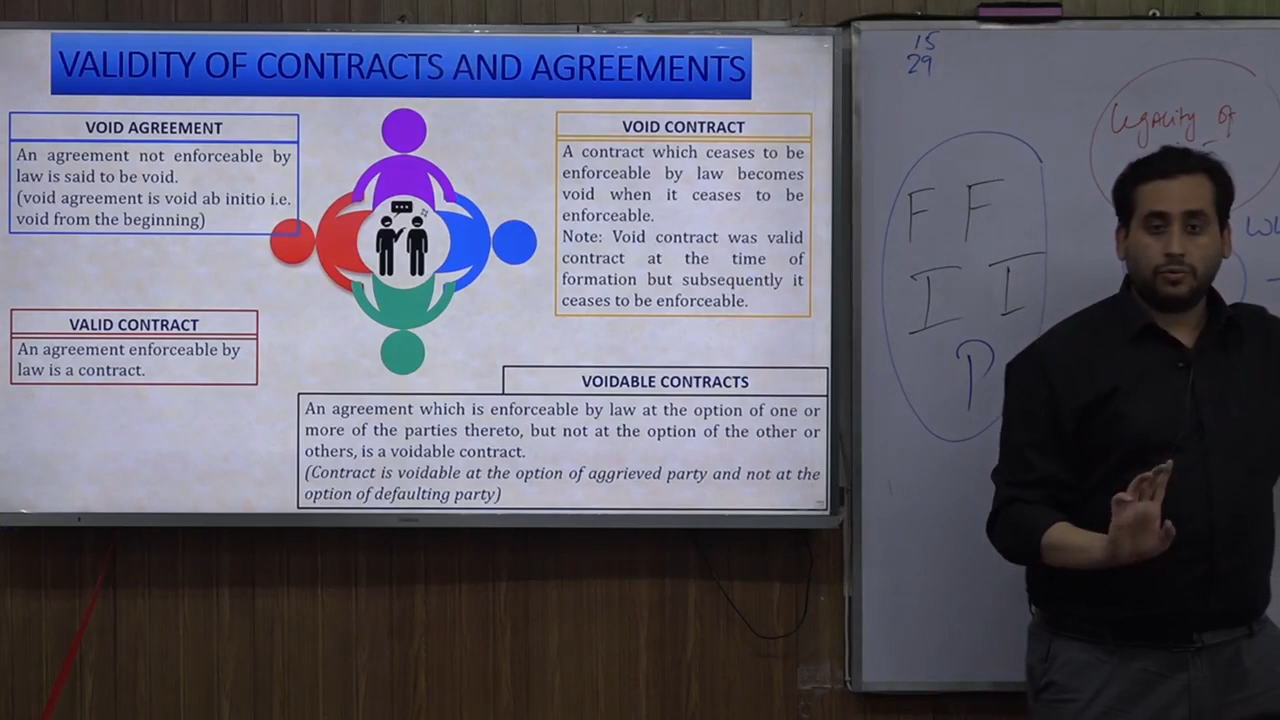 VALIDITY OF CONTRACTS AND AGREEMENTS
VOID AGREEMENT
An agreement not enforceable by
law is said to be void.
(void agreement is void ab initio i.e.
void from the beginning)
VALID CONTRACT
An agreement enforceable by
law is a contract.
VOID CONTRACT
A contract which ceases to be
enforceable by law becomes
void when it ceases to be
enforceable.
Note: Void contract was valid
contract at the time of
formation but subsequently it
ceases to be enforceable.
VOIDABLE CONTRACTS
An agreement which is enforceable by law at the option of one or
more of the parties thereto, but not at the option of the other or
others, is a voidable contract.
(Contract is voidable at the option of aggrieved party and not at the
option of defaulting party)
15
29
F F
I I
P
legality of